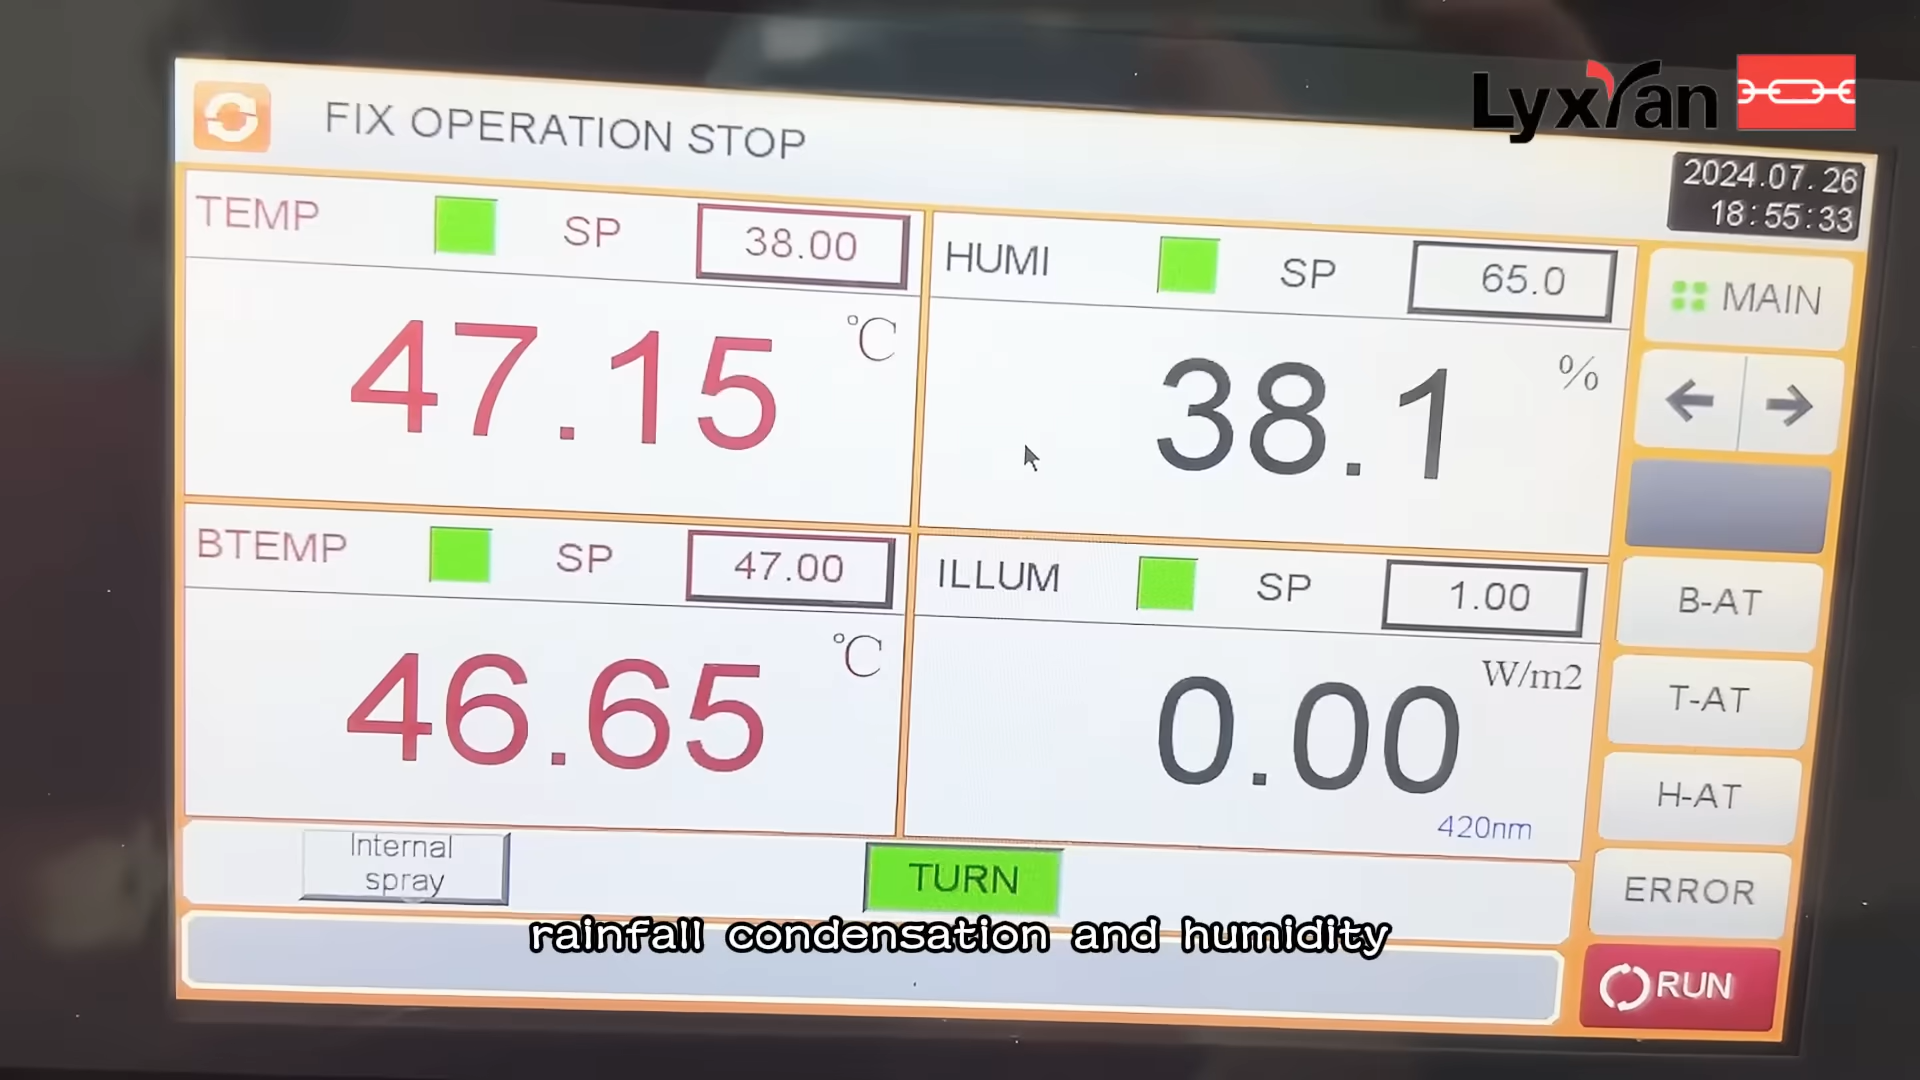 LyxYan
FIX OPERATION STOP
2024.07.26
18:55:33
TEMP SP 38.00
47.15 °C
HUMI SP 65.0
38.1 %
BTEMP SP 47.00
46.65 °C
ILLUM SP 1.00
0.00 W/m2
420nm
MAIN
B-AT
T-AT
H-AT
ERROR
RUN
Internal
spray
TURN
rainfall condensation and humidity